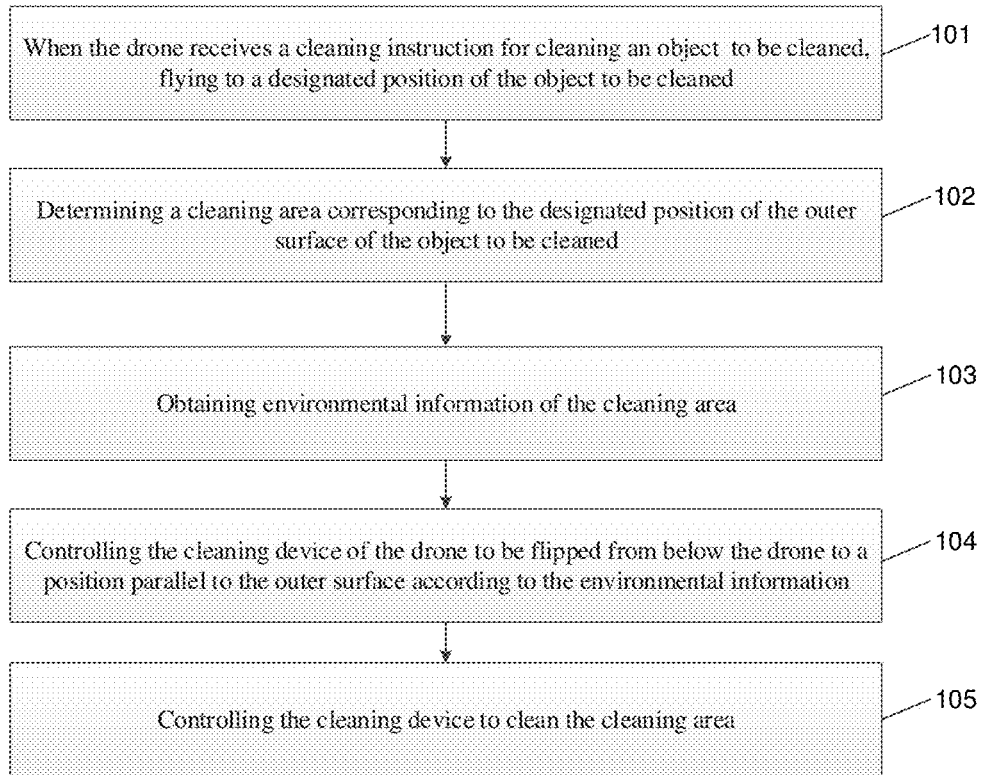 When the drone receives a cleaning instruction for cleaning an object to be cleaned,
flying to a designated position of the object to be cleaned
101
Determining a cleaning area corresponding to the designated position of the outer
surface of the object to be cleaned
102
Obtaining environmental information of the cleaning area
103
Controlling the cleaning device of the drone to be flipped from below the drone to a
position parallel to the outer surface according to the environmental information
104
Controlling the cleaning device to clean the cleaning area
105